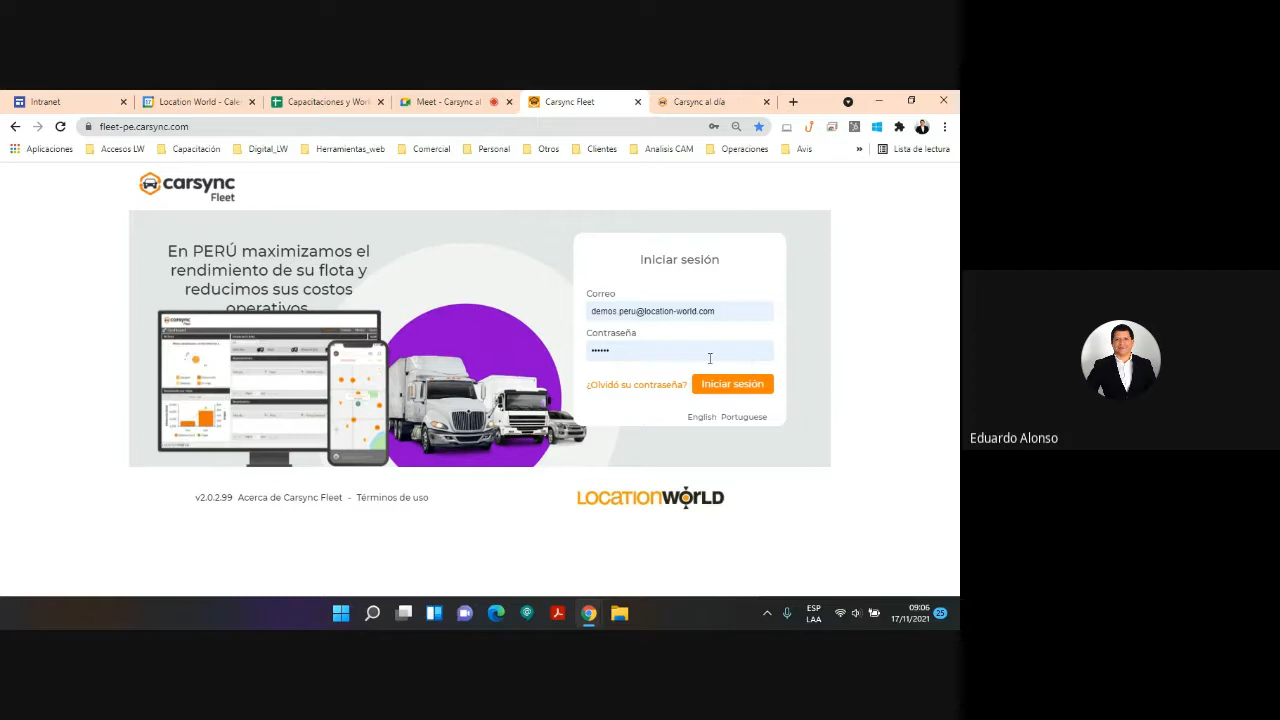 Intranet
Location World - Cale
Capacitaciones y Work
Meet - Carsync al
Carsync Fleet
Carsync al día
fleet-pe.carsync.com
Aplicaciones
Accesos LW
Capacitación
Digital_LW
Herramientas_web
Comercial
Personal
Otros
Clientes
Analisis CAM
Operaciones
Avis
»
Lista de lectura
carsync
Fleet
En PERÚ maximizamos el
rendimiento de su flota y
reducimos sus costos
operativos
Iniciar sesión
Correo
demos.peru@location-world.com
Contraseña
••••••
¿Olvidó su contraseña?
Iniciar sesión
English Portuguese
v2.0.2.99 Acerca de Carsync Fleet - Términos de uso
LOCATIONWORLD
Eduardo Alonso
ESP
LAA
09:06
17/11/2021
25